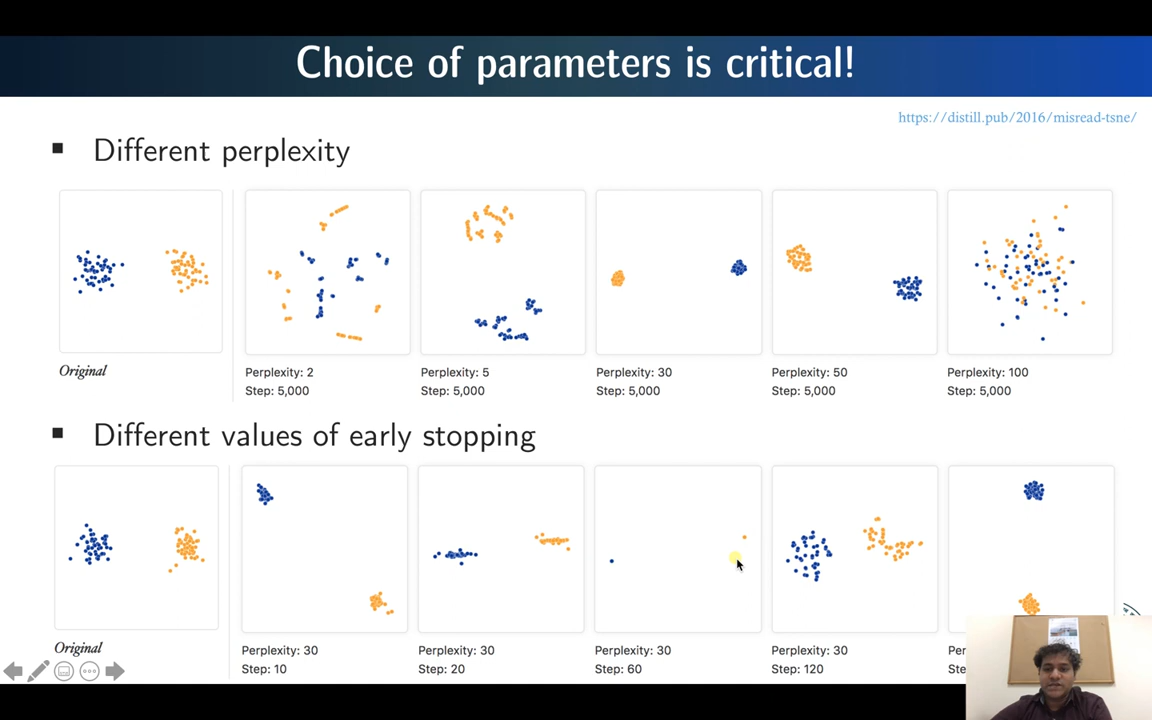 Choice of parameters is critical!
https://distill.pub/2016/misread-tsne/
Different perplexity
Original
Perplexity: 2
Step: 5,000
Perplexity: 5
Step: 5,000
Perplexity: 30
Step: 5,000
Perplexity: 50
Step: 5,000
Perplexity: 100
Step: 5,000
Different values of early stopping
Original
Perplexity: 30
Step: 10
Perplexity: 30
Step: 20
Perplexity: 30
Step: 60
Perplexity: 30
Step: 120
Per
Ste